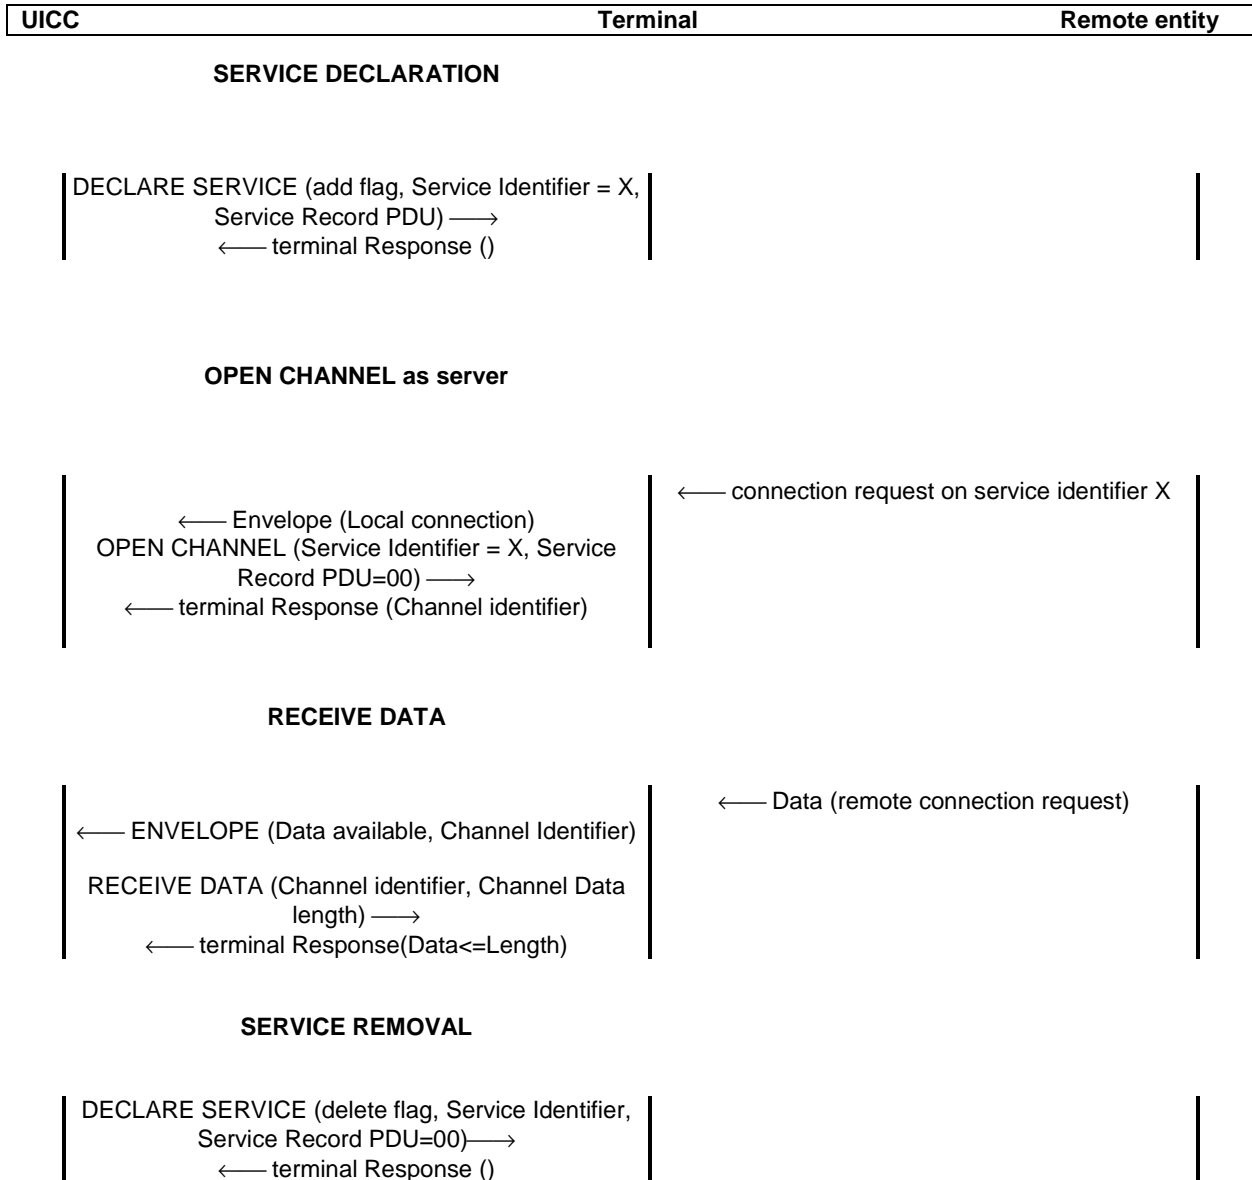 UICC Terminal Remote entity
SERVICE DECLARATION
DECLARE SERVICE (add flag, Service Identifier = X,
Service Record PDU) ⟶
⟵ terminal Response ()
OPEN CHANNEL as server
⟵ connection request on service identifier X
⟵ Envelope (Local connection)
OPEN CHANNEL (Service Identifier = X, Service
Record PDU=00) ⟶
⟵ terminal Response (Channel identifier)
RECEIVE DATA
⟵ Data (remote connection request)
⟵ ENVELOPE (Data available, Channel Identifier)
RECEIVE DATA (Channel identifier, Channel Data
length) ⟶
⟵ terminal Response(Data<=Length)
SERVICE REMOVAL
DECLARE SERVICE (delete flag, Service Identifier,
Service Record PDU=00)⟶
⟵ terminal Response ()